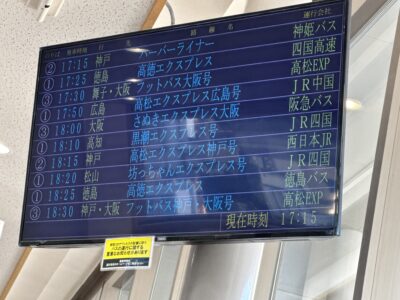 のりば 発車時刻 行先 路線名 運行会社
② 17:15 神戸 ハーバーライナー 神姫バス
① 17:25 徳島 高徳エクスプレス 四国高速
③ 17:30 舞子・大阪 フットバス大阪号 高松EXP
① 17:50 広島 高松エクスプレス広島号 JR中国
③ 18:00 大阪 さぬきエクスプレス大阪 阪急バス
① 18:10 高知 黒潮エクスプレス号 JR四国
② 18:15 神戸 高松エクスプレス神戸号 西日本JR
① 18:20 松山 坊っちゃんエクスプレス号 JR四国
① 18:25 徳島 高徳エクスプレス 徳島バス
③ 18:30 神戸・大阪 フットバス神戸・大阪号 高松EXP
現在時刻 17:15